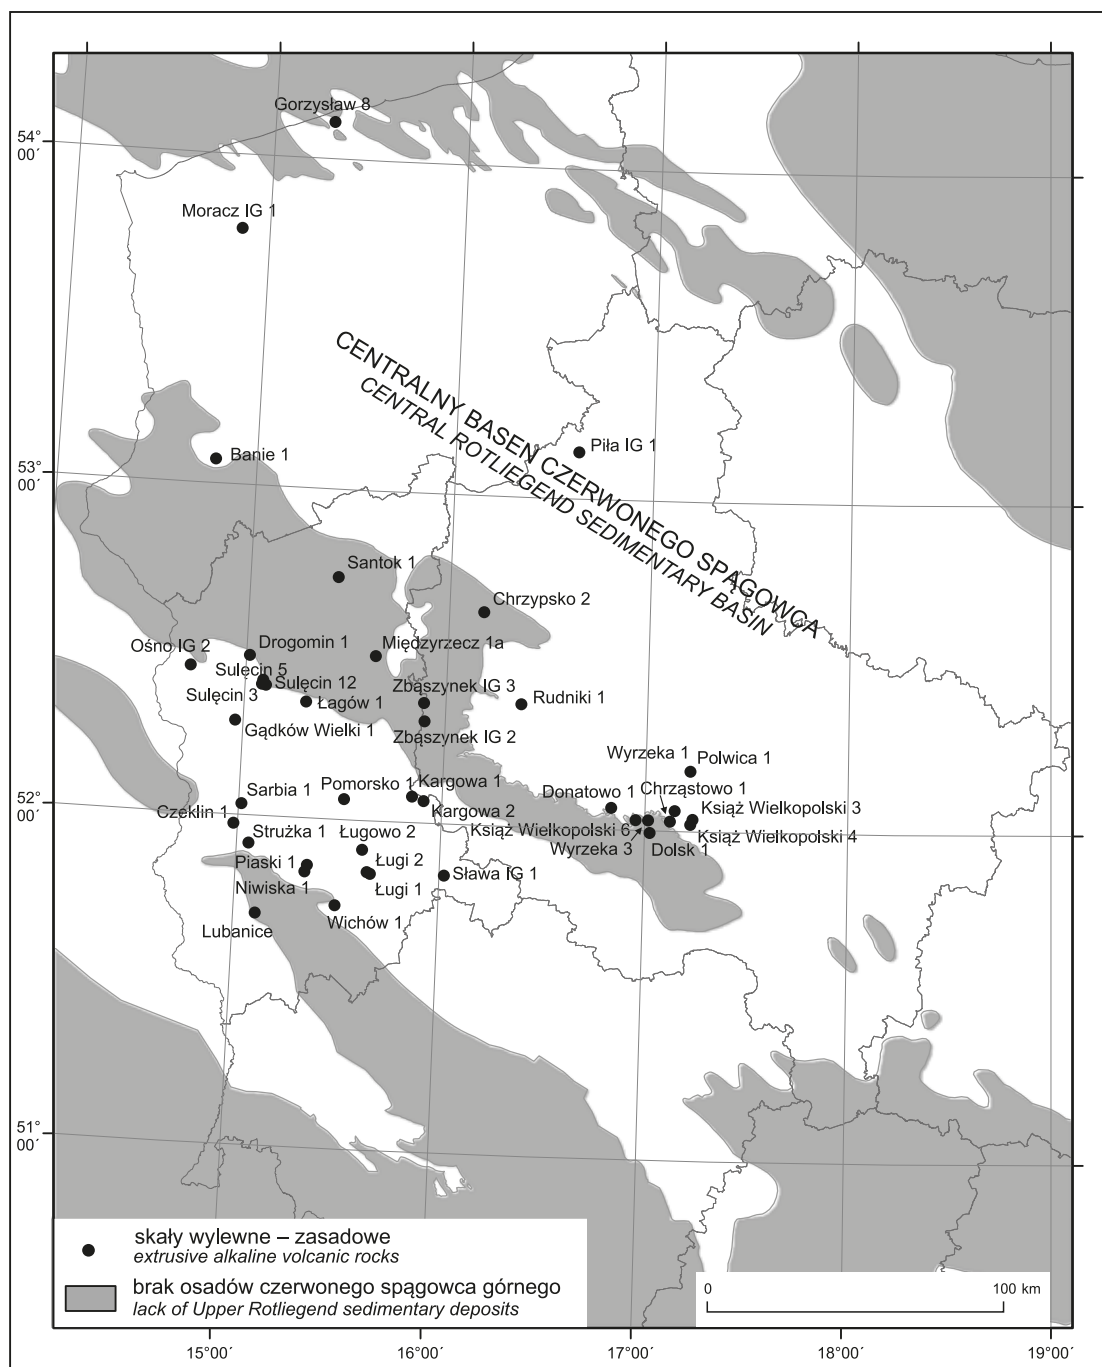 Gorzysław 8
54°
00´
Moracz IG 1
CENTRALNY BASEN CZERWONEGO SPĄGOWCA
CENTRAL ROTLIEGEND SEDIMENTARY BASIN
Piła IG 1
Banie 1
53°
00´
Santok 1
Chrzypsko 2
Ośno IG 2
Drogomin 1
Międzyrzecz 1a
Sulęcin 5
Sulęcin 12
Sulęcin 3
Łagów 1
Zbąszynek IG 3
Rudniki 1
Gądków Wielki 1
Zbąszynek IG 2
Wyrzeka 1
Polwica 1
Sarbia 1
Pomorsko 1
Kargowa 1
Donatowo 1
Chrząstowo 1
52°
00´
Czeklin 1
Kargowa 2
Książ Wielkopolski 3
Strużka 1
Ługowo 2
Książ Wielkopolski 6
Książ Wielkopolski 4
Wyrzeka 3
Dolsk 1
Piaski 1
Ługi 2
Sława IG 1
Niwiska 1
Ługi 1
Lubanice
Wichów 1
51°
00´
skały wylewne – zasadowe
extrusive alkaline volcanic rocks
brak osadów czerwonego spągowca górnego
lack of Upper Rotliegend sedimentary deposits
0 100 km
15°00´ 16°00´ 17°00´ 18°00´ 19°00´